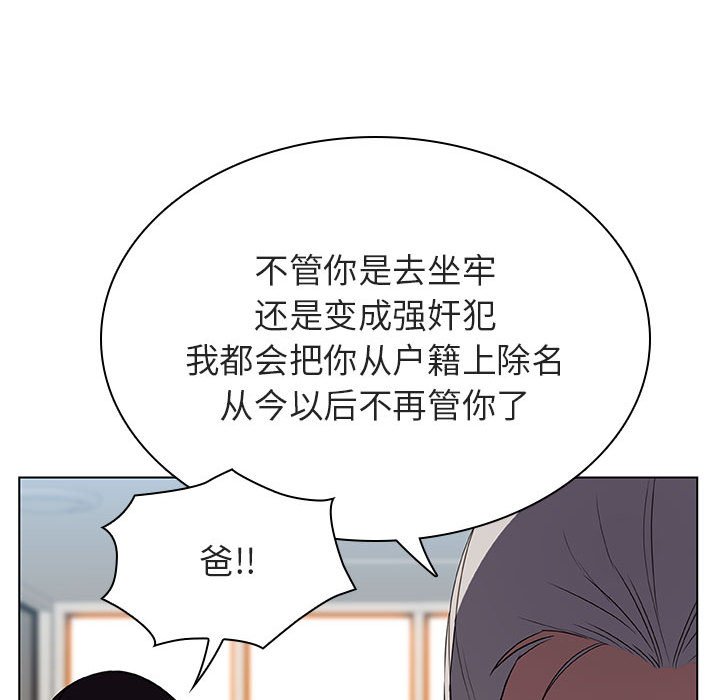 不管你是去坐牢
还是变成强奸犯
我都会把你从户籍上除名
从今以后不再管你了
爸!!